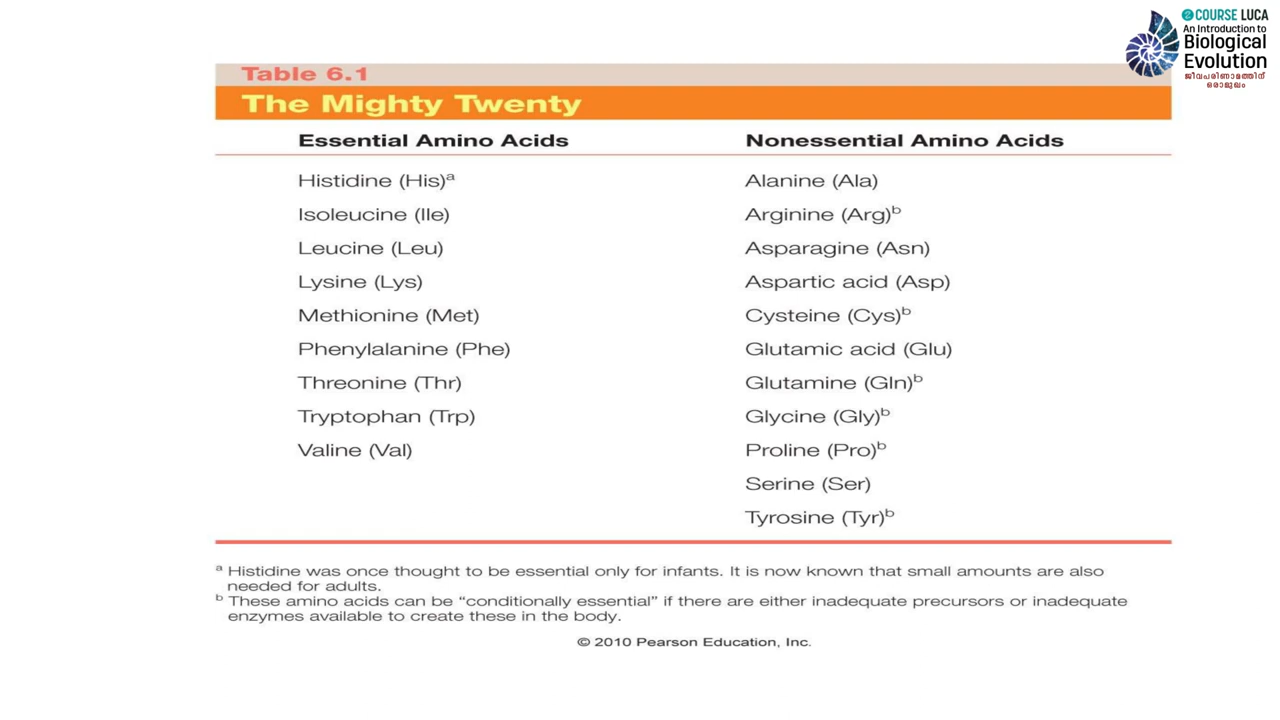 COURSE LUCA
An Introduction to
Biological
Evolution
ജീവപരിണാമത്തിന്
ഒരാമുഖം
Table 6.1
The Mighty Twenty
Essential Amino Acids Nonessential Amino Acids
Histidine (His)ᵃ Alanine (Ala)
Isoleucine (Ile) Arginine (Arg)ᵇ
Leucine (Leu) Asparagine (Asn)
Lysine (Lys) Aspartic acid (Asp)
Methionine (Met) Cysteine (Cys)ᵇ
Phenylalanine (Phe) Glutamic acid (Glu)
Threonine (Thr) Glutamine (Gln)ᵇ
Tryptophan (Trp) Glycine (Gly)ᵇ
Valine (Val) Proline (Pro)ᵇ
Serine (Ser)
Tyrosine (Tyr)ᵇ
ᵃ Histidine was once thought to be essential only for infants. It is now known that small amounts are also
needed for adults.
ᵇ These amino acids can be “conditionally essential” if there are either inadequate precursors or inadequate
enzymes available to create these in the body.
© 2010 Pearson Education, Inc.